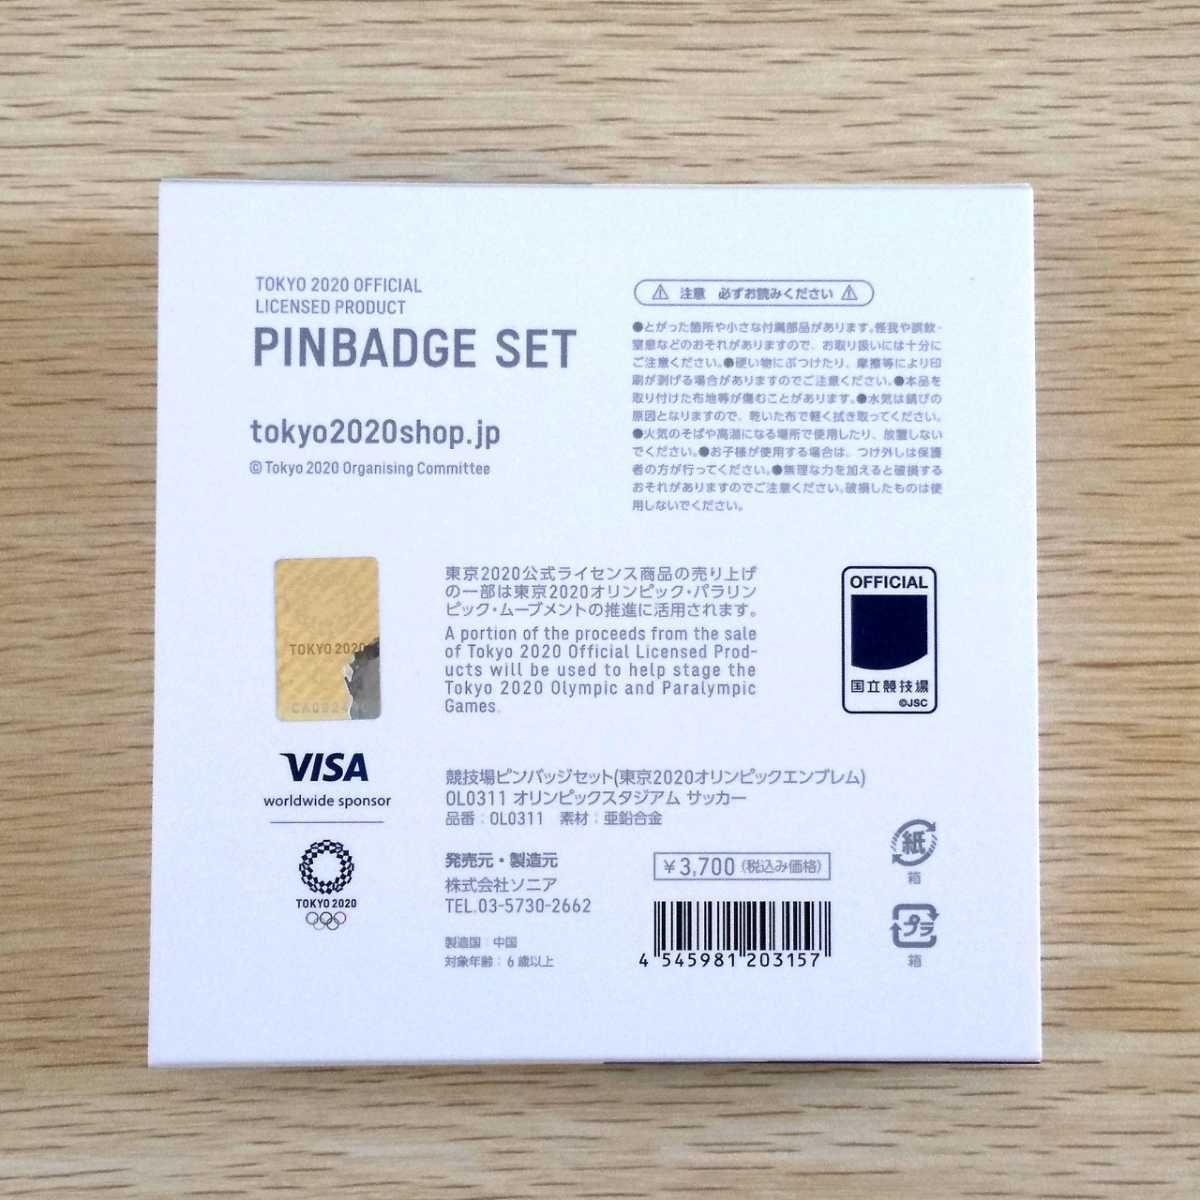 TOKYO 2020 OFFICIAL
LICENSED PRODUCT
PINBADGE SET
tokyo2020shop.jp
© Tokyo 2020 Organising Committee
⚠ 注意 必ずお読みください ⚠
●とがった箇所や小さな付属部品があります。怪我や誤飲・
窒息などのおそれがありますので、お取り扱いには十分に
ご注意ください。●硬い物にぶつけたり、摩擦等により印
刷が剥げる場合がありますのでご注意ください。●本品を
取り付けた布地等が傷むことがあります。●水気は錆びの
原因となりますので、乾いた布で軽く拭き取ってください。
●火気のそばや高温になる場所で使用したり、放置しない
でください。●お子様が使用する場合は、つけ外しは保護
者の方が行ってください。●無理な力を加えると破損する
おそれがありますのでご注意ください。破損したものは使
用しないでください。
TOKYO 2020
東京2020公式ライセンス商品の売り上げ
の一部は東京2020オリンピック・パラリン
ピック・ムーブメントの推進に活用されます。
A portion of the proceeds from the sale
of Tokyo 2020 Official Licensed Prod-
ucts will be used to help stage the
Tokyo 2020 Olympic and Paralympic
Games.
OFFICIAL
国立競技場
©JSC
VISA
worldwide sponsor
TOKYO 2020
競技場ピンバッジセット(東京2020オリンピックエンブレム)
OL0311 オリンピックスタジアム サッカー
品番：OL0311 素材：亜鉛合金
発売元・製造元
株式会社ソニア
TEL.03-5730-2662
製造国：中国
対象年齢：6歳以上
¥3,700(税込み価格)
4 545981 203157
紙
箱
プラ
箱